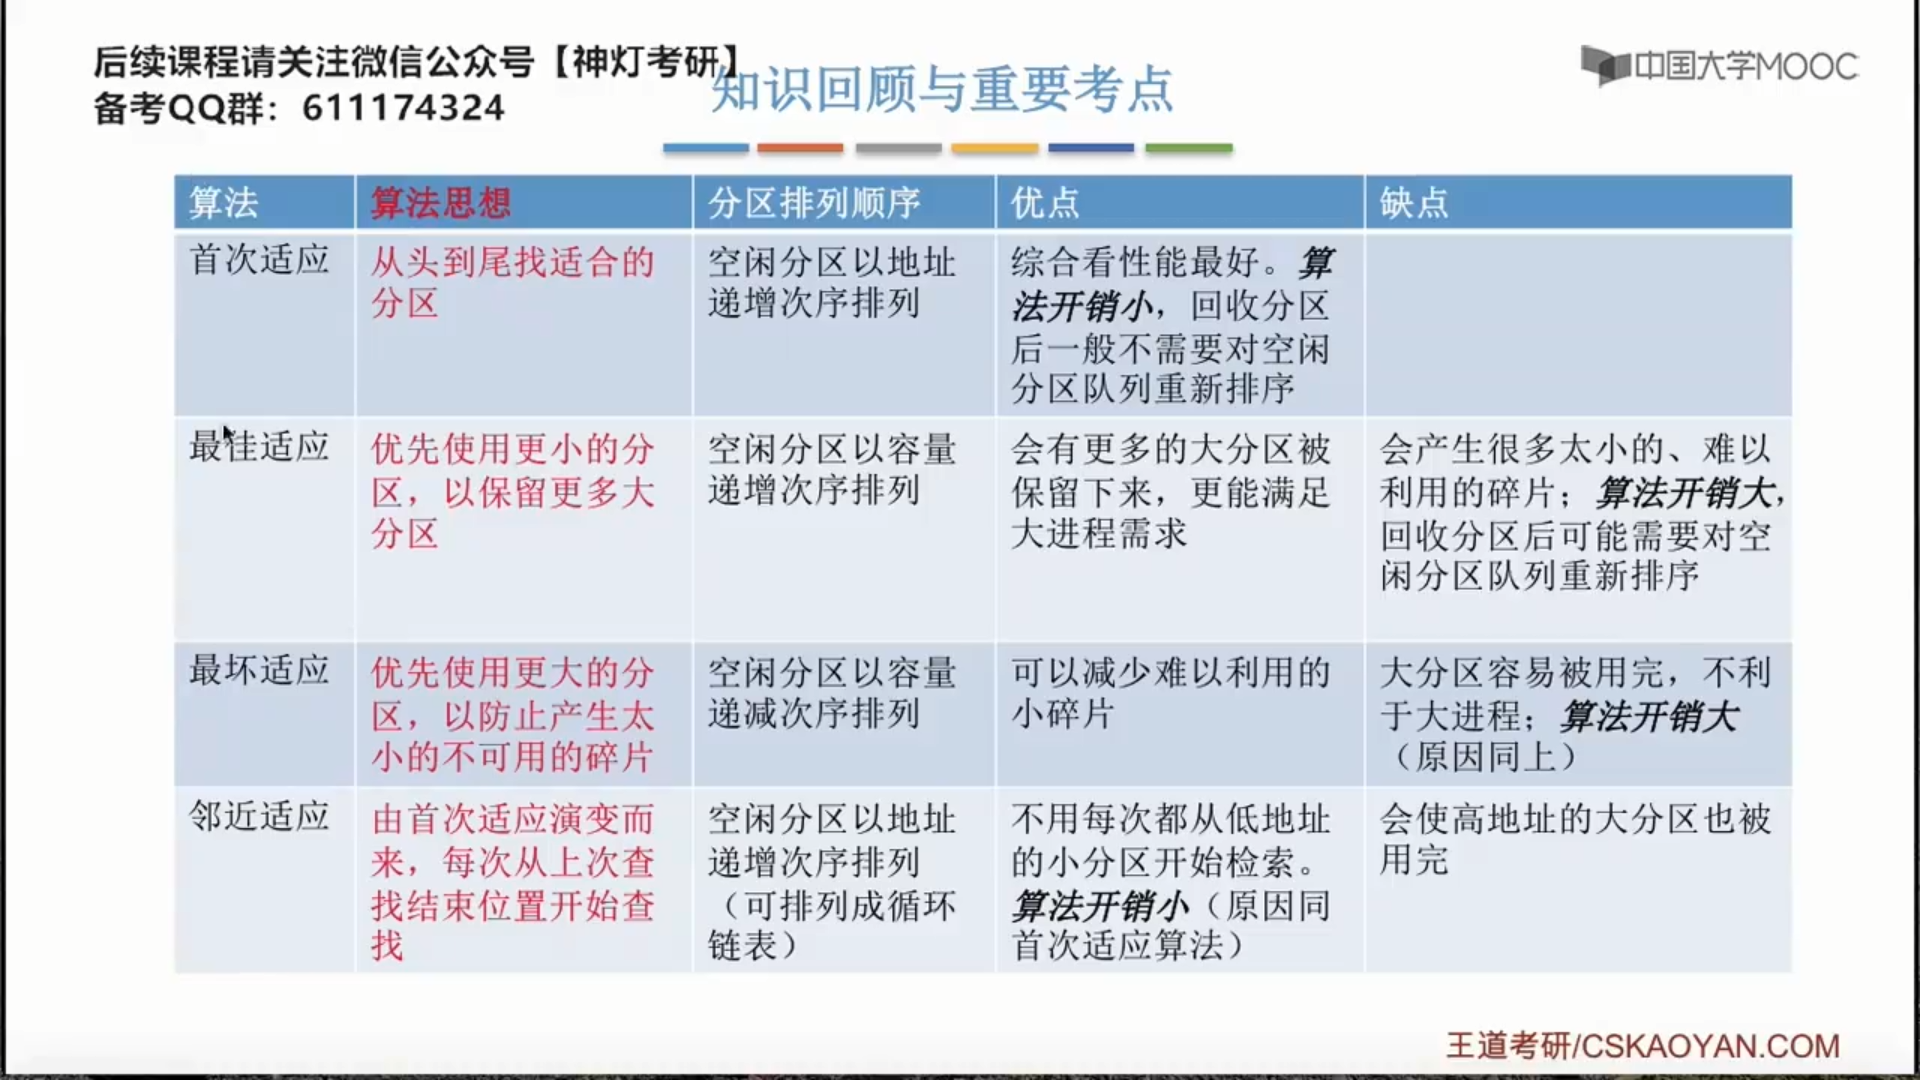 后续课程请关注微信公众号【神灯考研】
备考QQ群：611174324
知识回顾与重要考点
中国大学MOOC
算法
算法思想
分区排列顺序
优点
缺点
首次适应
从头到尾找适合的
分区
空闲分区以地址
递增次序排列
综合看性能最好。算
法开销小，回收分区
后一般不需要对空闲
分区队列重新排序
最佳适应
优先使用更小的分
区，以保留更多大
分区
空闲分区以容量
递增次序排列
会有更多的大分区被
保留下来，更能满足
大进程需求
会产生很多太小的、难以
利用的碎片；算法开销大，
回收分区后可能需要对空
闲分区队列重新排序
最坏适应
优先使用更大的分
区，以防止产生太
小的不可用的碎片
空闲分区以容量
递减次序排列
可以减少难以利用的
小碎片
大分区容易被用完，不利
于大进程；算法开销大
（原因同上）
邻近适应
由首次适应演变而
来，每次从上次查
找结束位置开始查
找
空闲分区以地址
递增次序排列
（可排列成循环
链表）
不用每次都从低地址
的小分区开始检索。
算法开销小（原因同
首次适应算法）
会使高地址的大分区也被
用完
王道考研/CSKAOYAN.COM